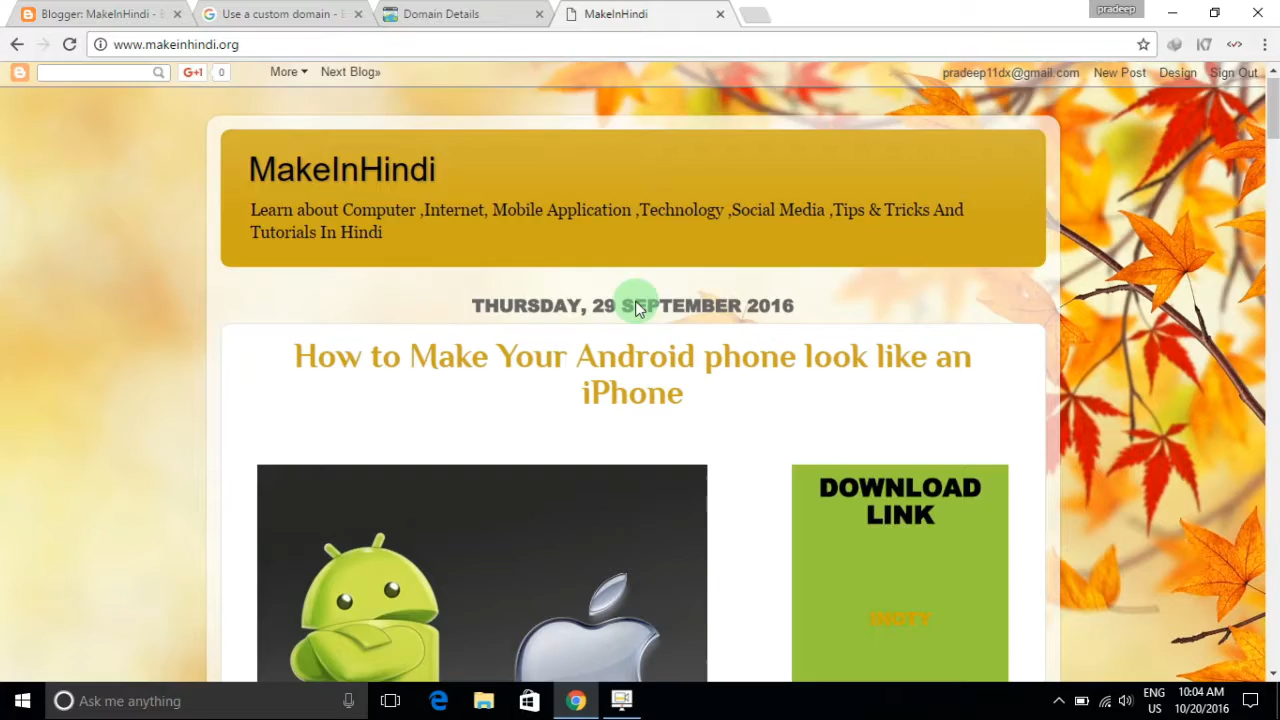 Blogger: MakeInHindi - B
Use a custom domain -
Domain Details
MakeInHindi
pradeep
www.makeinhindi.org
G+1 0 More Next Blog»
pradeep11dx@gmail.com New Post Design Sign Out
MakeInHindi
Learn about Computer ,Internet, Mobile Application ,Technology ,Social Media ,Tips & Tricks And
Tutorials In Hindi
THURSDAY, 29 SEPTEMBER 2016
How to Make Your Android phone look like an
iPhone
DOWNLOAD
LINK
Ask me anything
ENG
US
10:04 AM
10/20/2016